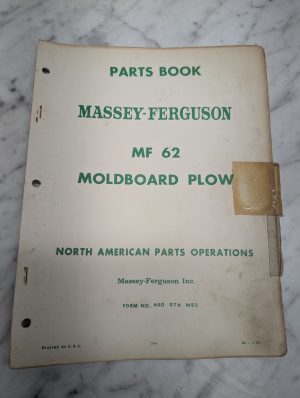 PARTS BOOK
MASSEY-FERGUSON
MF 62
MOLDBOARD PLOW
NORTH AMERICAN PARTS OPERATIONS
Massey-Ferguson Inc.
FORM NO. 650 976 M92
Printed in U.S.A.